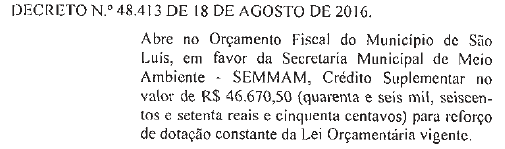 DECRETO N.º 48.413 DE 18 DE AGOSTO DE 2016.
Abre no Orçamento Fiscal do Município de São
Luís, em favor da Secretaria Municipal de Meio
Ambiente - SEMMAM, Crédito Suplementar no
valor de R$ 46.670,50 (quarenta e seis mil, seiscen-
tos e setenta reais e cinquenta centavos) para reforço
de dotação constante da Lei Orçamentária vigente.